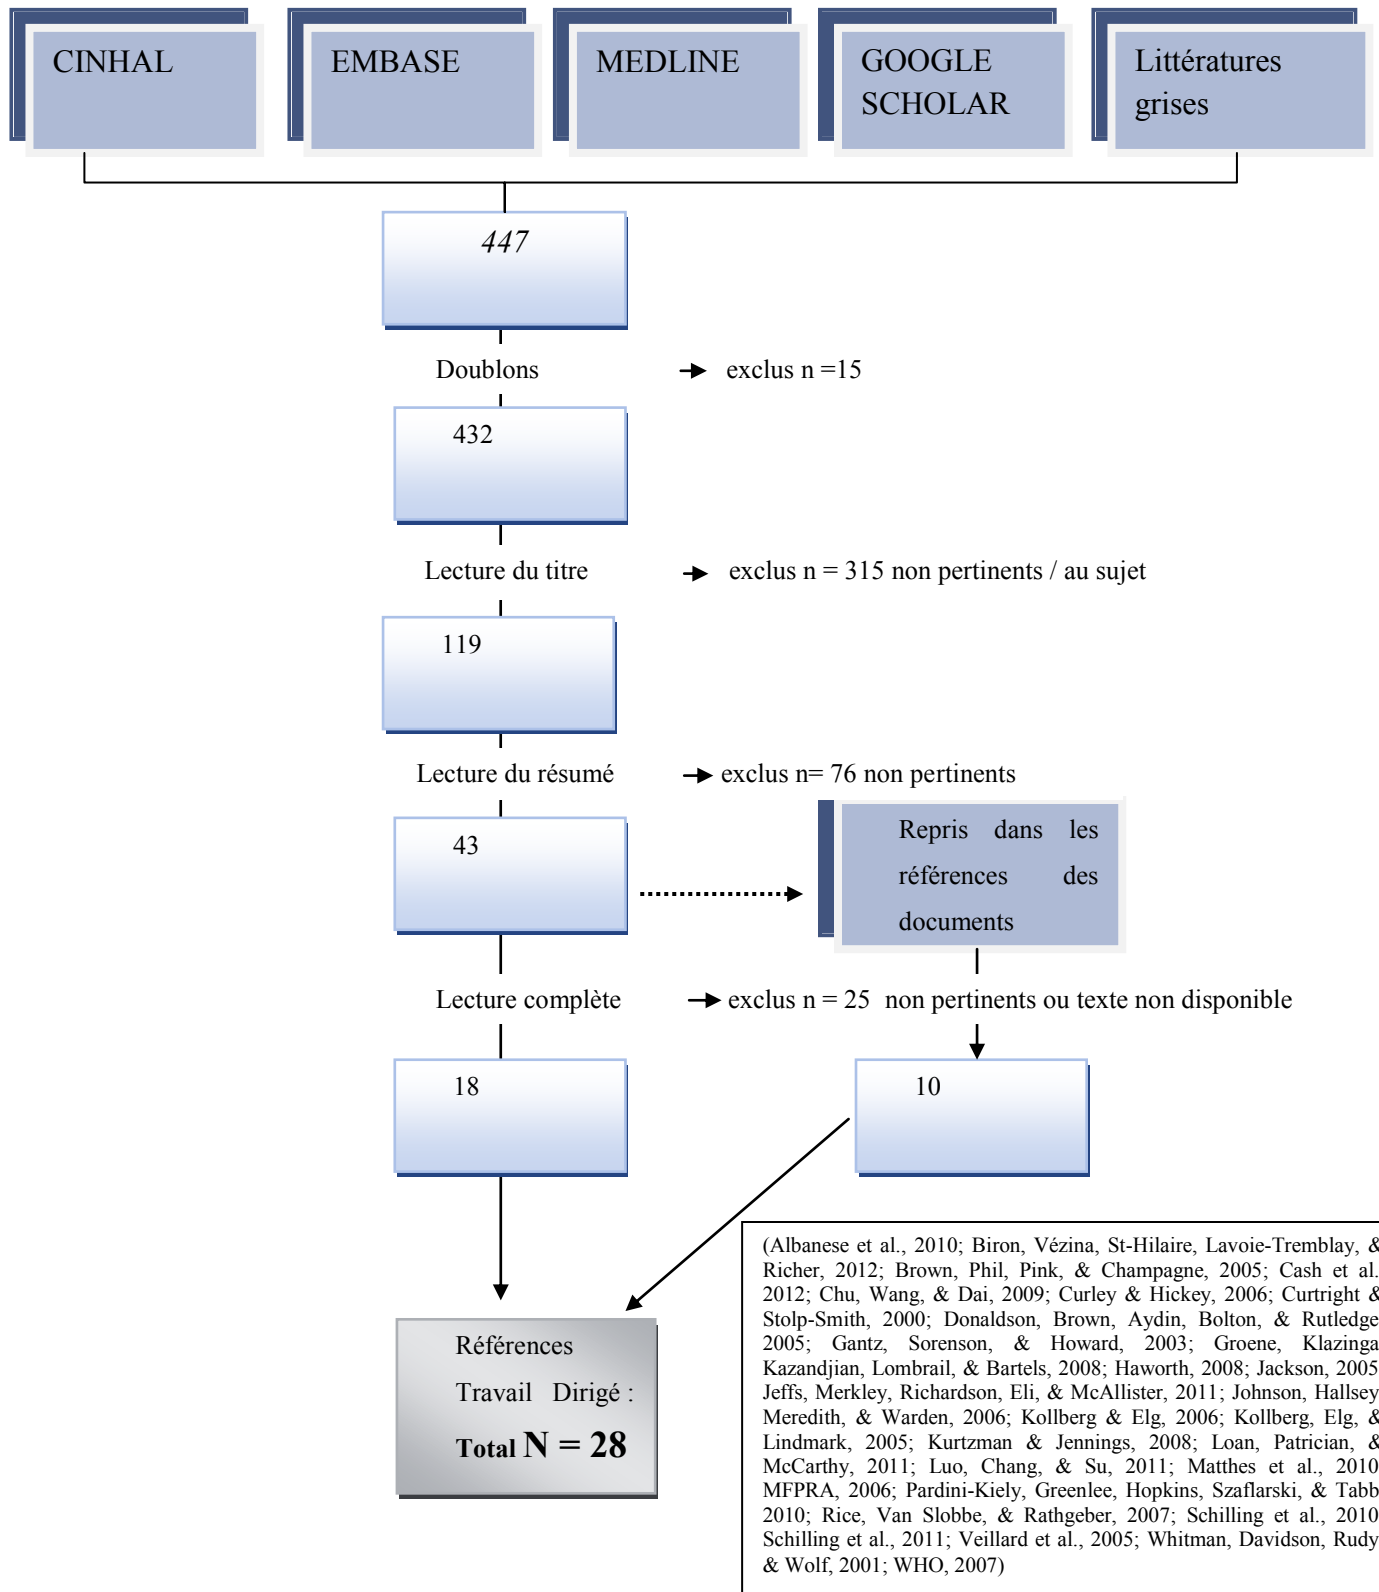 CINHAL
EMBASE
MEDLINE
GOOGLE
SCHOLAR
Littératures
grises
447
Doublons
exclus n =15
432
Lecture du titre
exclus n = 315 non pertinents / au sujet
119
Lecture du résumé
exclus n= 76 non pertinents
43
Repris dans les
références des
documents
Lecture complète
exclus n = 25 non pertinents ou texte non disponible
18
10
Références
Travail Dirigé :
Total N = 28
(Albanese et al., 2010; Biron, Vézina, St-Hilaire, Lavoie-Tremblay, &
Richer, 2012; Brown, Phil, Pink, & Champagne, 2005; Cash et al.
2012; Chu, Wang, & Dai, 2009; Curley & Hickey, 2006; Curtright &
Stolp-Smith, 2000; Donaldson, Brown, Aydin, Bolton, & Rutledge
2005; Gantz, Sorenson, & Howard, 2003; Groene, Klazinga
Kazandjian, Lombrail, & Bartels, 2008; Haworth, 2008; Jackson, 2005
Jeffs, Merkley, Richardson, Eli, & McAllister, 2011; Johnson, Hallsey
Meredith, & Warden, 2006; Kollberg & Elg, 2006; Kollberg, Elg, &
Lindmark, 2005; Kurtzman & Jennings, 2008; Loan, Patrician, &
McCarthy, 2011; Luo, Chang, & Su, 2011; Matthes et al., 2010
MFPRA, 2006; Pardini-Kiely, Greenlee, Hopkins, Szaflarski, & Tabb
2010; Rice, Van Slobbe, & Rathgeber, 2007; Schilling et al., 2010
Schilling et al., 2011; Veillard et al., 2005; Whitman, Davidson, Rudy
& Wolf, 2001; WHO, 2007)